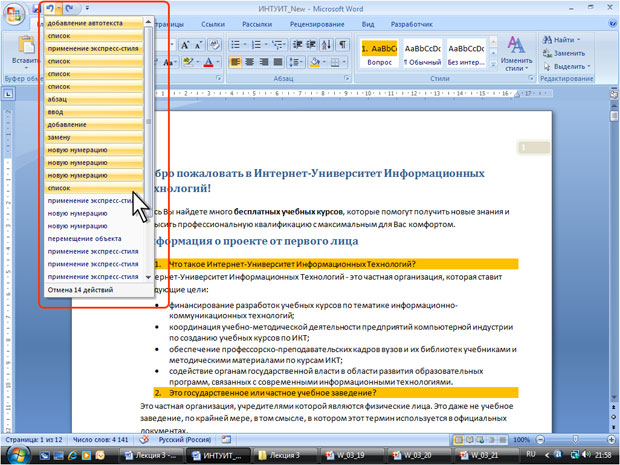 ИНТУИТ_New - Microsoft Word
Ссылки Рассылки Рецензирование Вид Разработчик
добавление автотекста
список
применение экспресс-стиля
список
список
список
абзац
ввод
добавление
замену
новую нумерацию
новую нумерацию
новую нумерацию
список
применение экспресс-стиля
новую нумерацию
новую нумерацию
перемещение объекта
применение экспресс-стиля
применение экспресс-стиля
применение экспресс-стиля
Отмена 14 действий
Абзац
1. AaBbCc AaBbCcDc AaBbCcDc
Вопрос ¶ Обычный ¶ Без интер...
Изменить стили
Стили
Найти
Заменить
Выделить
Редактирование
1
бро пожаловать в Интернет-Университет Информационных
хнологий!
сь Вы найдете много бесплатных учебных курсов, которые помогут получить новые знания и
ысить профессиональную квалификацию с максимальным для Вас комфортом.
нформация о проекте от первого лица
1. Что такое Интернет-Университет Информационных Технологий?
ернет-Университет Информационных Технологий - это частная организация, которая ставит
дующие цели:
• финансирование разработок учебных курсов по тематике информационно-
коммуникационных технологий;
• координация учебно-методической деятельности предприятий компьютерной индустрии
по созданию учебных курсов по ИКТ;
• обеспечение профессорско-преподавательских кадров вузов и их библиотек учебниками и
методическими материалами по курсам ИКТ;
• содействие органам государственной власти в области развития образовательных
программ, связанных с современными информационными технологиями.
2. Это государственное или частное учебное заведение?
Это частная организация, учредителями которой являются физические лица. Это даже не учебное
заведение, по крайней мере, в том смысле, в котором этот термин используется в официальных
документах.
Страница: 1 из 12 Число слов: 4 141 Русский (Россия) 100%
Лекция 3 - ... ИНТУИТ_... Лекция 3 W_03_19 W_03_20 W_03_21 RU 21:58